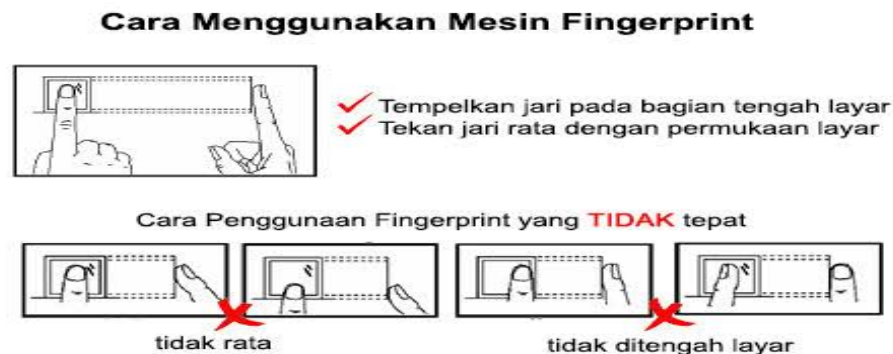 Cara Menggunakan Mesin Fingerprint
Tempelkan jari pada bagian tengah layar
Tekan jari rata dengan permukaan layar
Cara Penggunaan Fingerprint yang TIDAK tepat
tidak rata
tidak ditengah layar